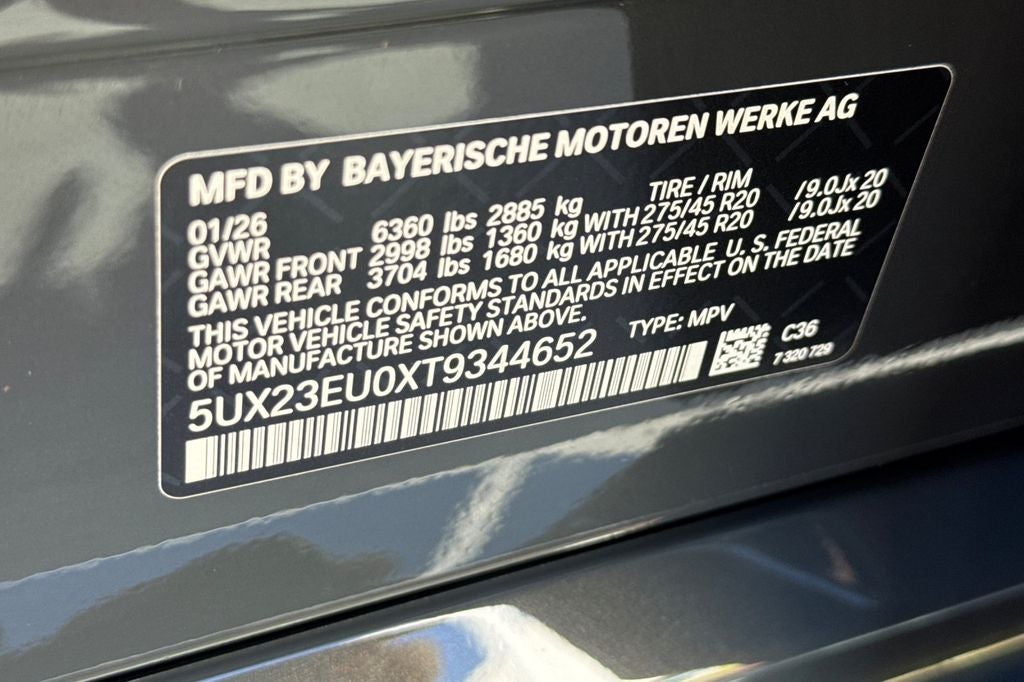 MFD BY BAYERISCHE MOTOREN WERKE AG
01/26 TIRE / RIM
GVWR 6360 lbs 2885 kg
GAWR FRONT 2998 lbs 1360 kg WITH 275/45 R20 /9.0Jx 20
GAWR REAR 3704 lbs 1680 kg WITH 275/45 R20 /9.0Jx 20
THIS VEHICLE CONFORMS TO ALL APPLICABLE U. S. FEDERAL
MOTOR VEHICLE SAFETY STANDARDS IN EFFECT ON THE DATE
OF MANUFACTURE SHOWN ABOVE.
TYPE: MPV
5UX23EU0XT9344652
C36
7 320 729